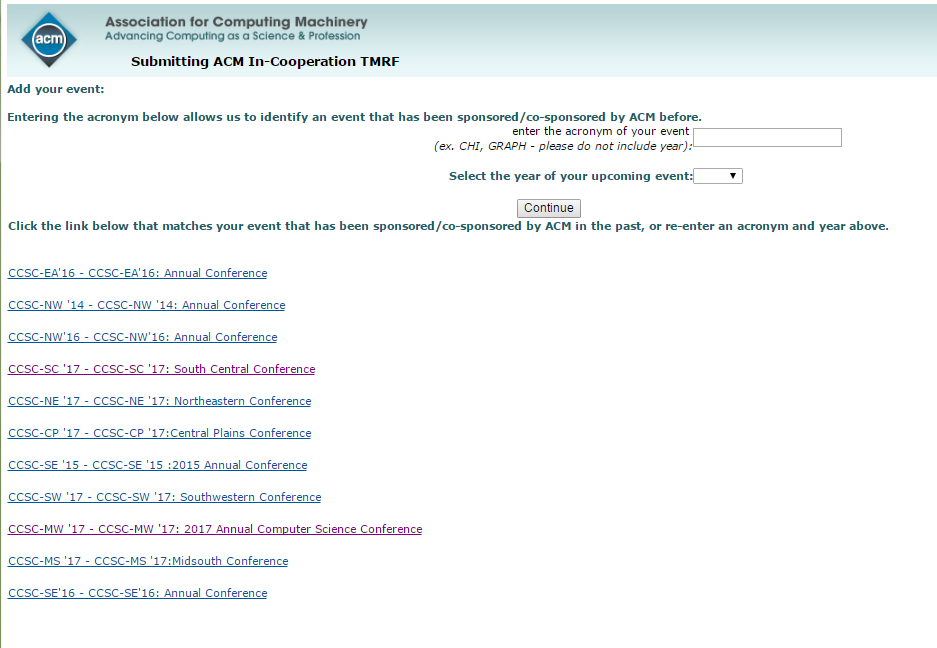 acm
Association for Computing Machinery
Advancing Computing as a Science & Profession
Submitting ACM In-Cooperation TMRF
Add your event:
Entering the acronym below allows us to identify an event that has been sponsored/co-sponsored by ACM before.
enter the acronym of your event
(ex. CHI, GRAPH - please do not include year):
Select the year of your upcoming event:
Continue
Click the link below that matches your event that has been sponsored/co-sponsored by ACM in the past, or re-enter an acronym and year above.
CCSC-EA'16 - CCSC-EA'16: Annual Conference
CCSC-NW '14 - CCSC-NW '14: Annual Conference
CCSC-NW'16 - CCSC-NW'16: Annual Conference
CCSC-SC '17 - CCSC-SC '17: South Central Conference
CCSC-NE '17 - CCSC-NE '17: Northeastern Conference
CCSC-CP '17 - CCSC-CP '17:Central Plains Conference
CCSC-SE '15 - CCSC-SE '15 :2015 Annual Conference
CCSC-SW '17 - CCSC-SW '17: Southwestern Conference
CCSC-MW '17 - CCSC-MW '17: 2017 Annual Computer Science Conference
CCSC-MS '17 - CCSC-MS '17:Midsouth Conference
CCSC-SE'16 - CCSC-SE'16: Annual Conference